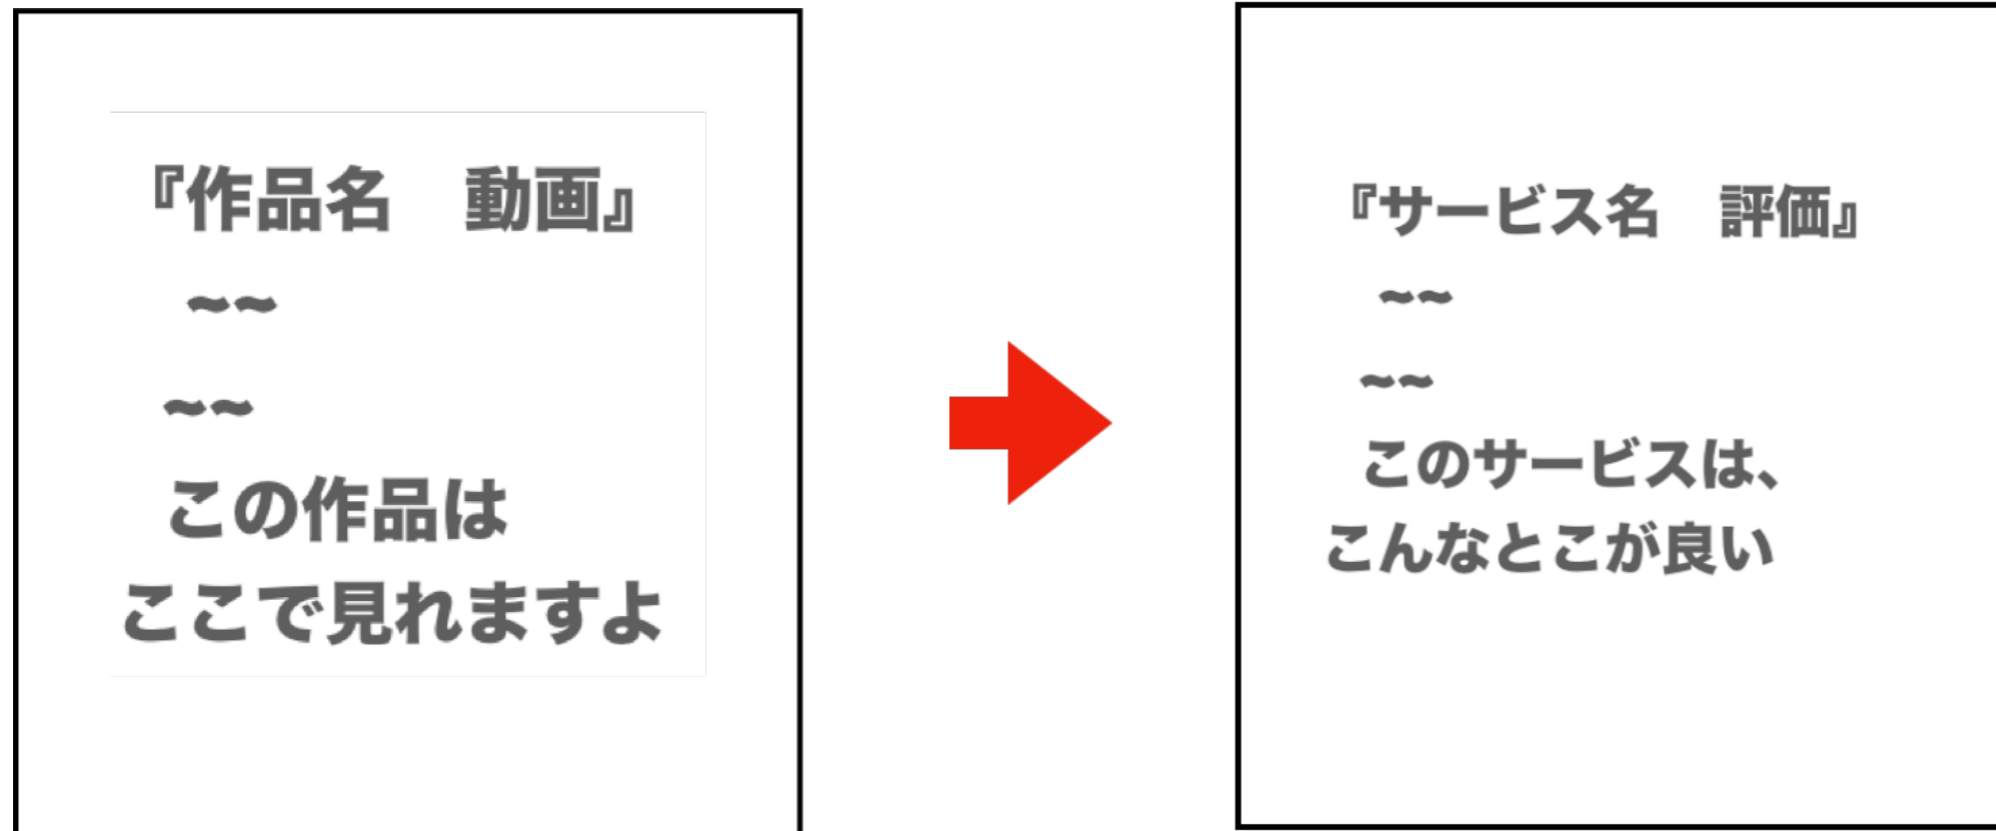 『作品名　動画』
~~
~~
この作品は
ここで見れますよ
『サービス名　評価』
~~
~~
このサービスは、
こんなとこが良い